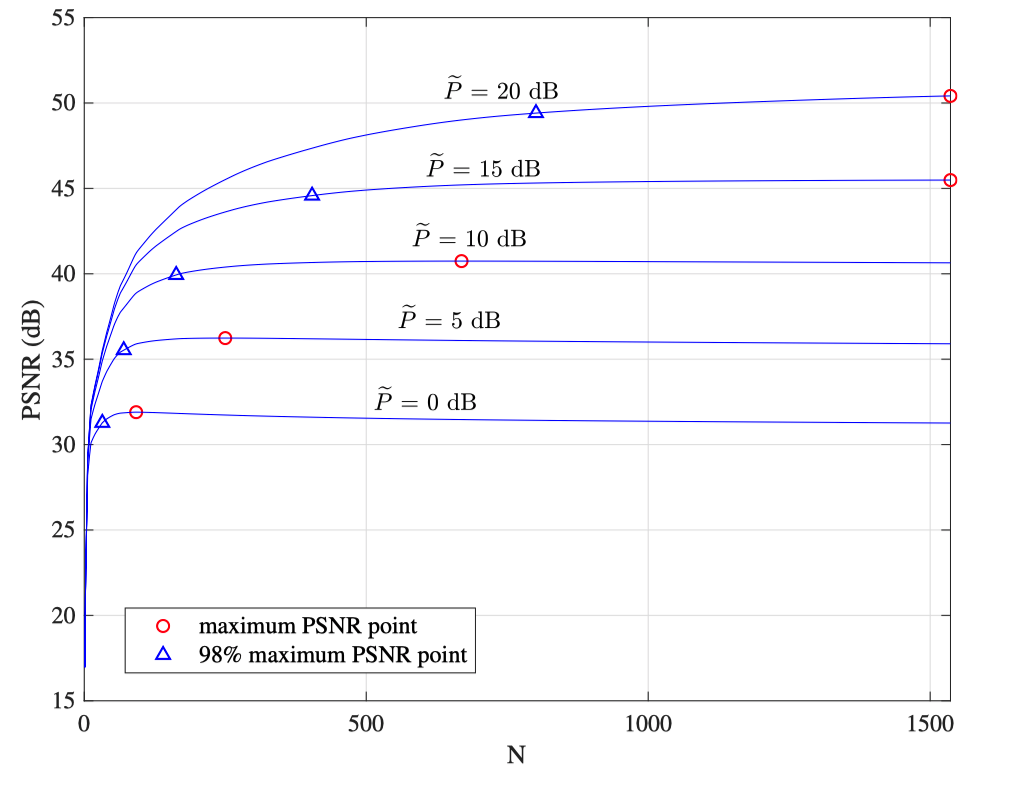 55
50
45
40
35
30
25
20
15
PSNR (dB)
P̃ = 20 dB
P̃ = 15 dB
P̃ = 10 dB
P̃ = 5 dB
P̃ = 0 dB
maximum PSNR point
98% maximum PSNR point
0 500 1000 1500
N